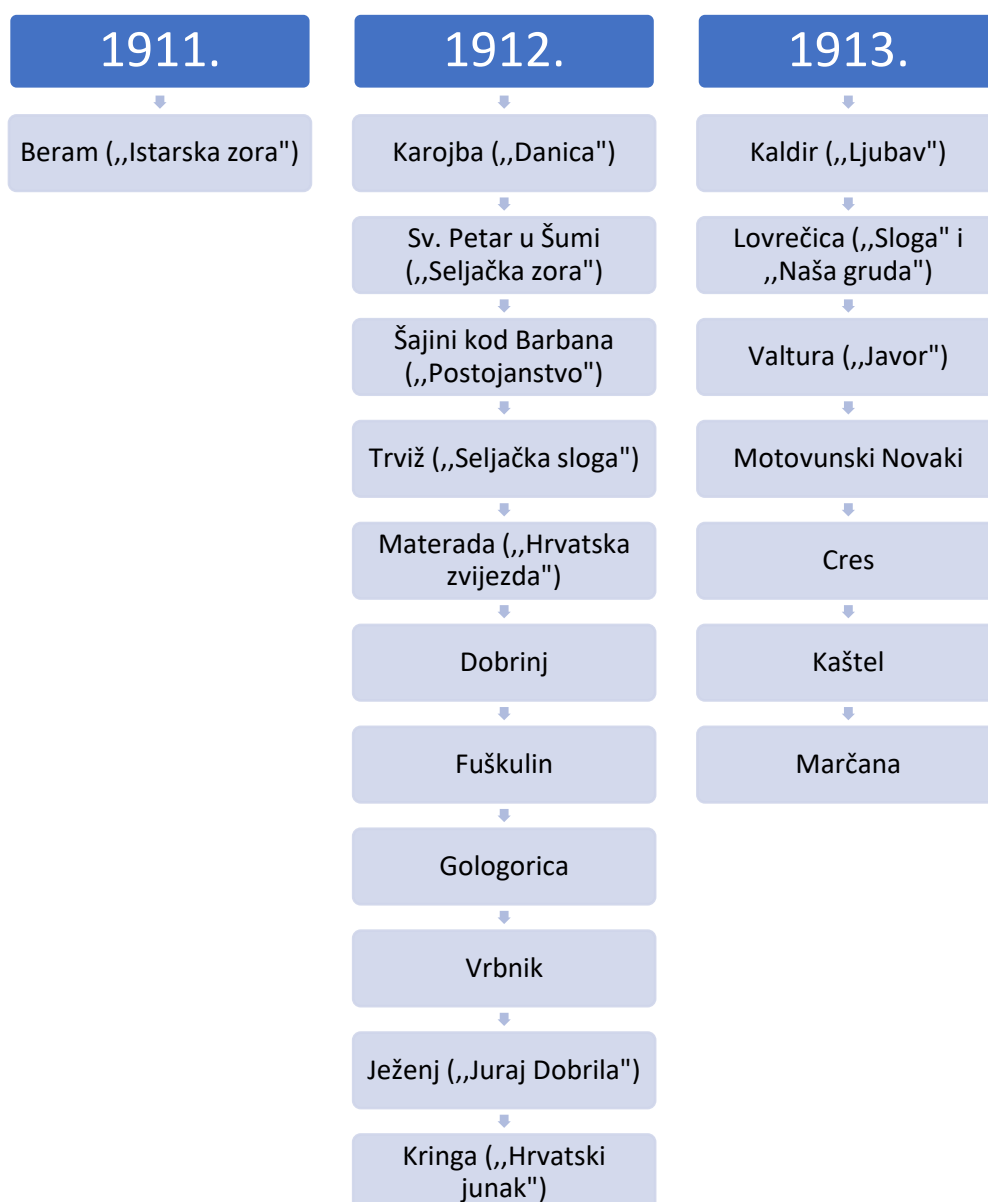 1911.
Beram (,,Istarska zora")
1912.
Karojba (,,Danica")
Sv. Petar u Šumi
(,,Seljačka zora")
Šajini kod Barbana
(,,Postojanstvo")
Trviž (,,Seljačka sloga")
Materada (,,Hrvatska
zvijezda")
Dobrinj
Fuškulin
Gologorica
Vrbnik
Ježenj (,,Juraj Dobrila")
Kringa (,,Hrvatski
junak")
1913.
Kaldir (,,Ljubav")
Lovrečica (,,Sloga" i
,,Naša gruda")
Valtura (,,Javor")
Motovunski Novaki
Cres
Kaštel
Marčana